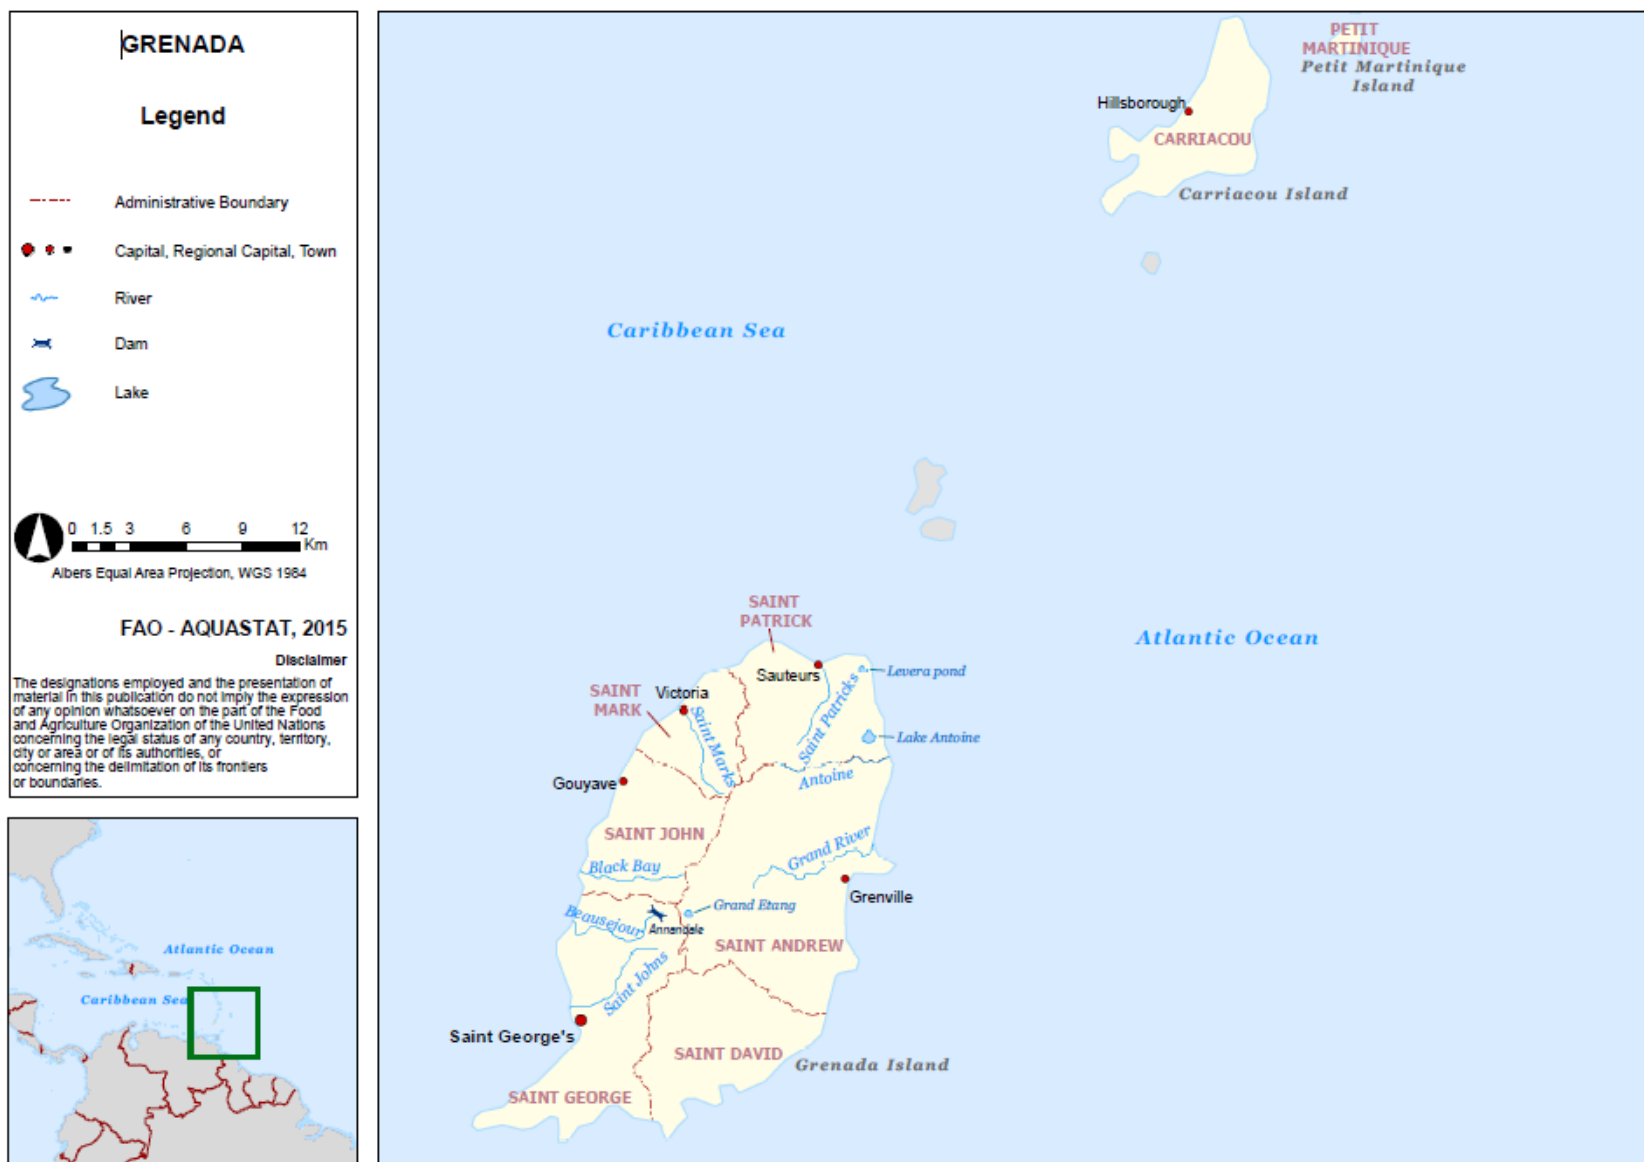 GRENADA
Legend
Administrative Boundary
Capital, Regional Capital, Town
River
Dam
Lake
0 1.5 3 6 9 12
Km
Albers Equal Area Projection, WGS 1984
FAO - AQUASTAT, 2015
Disclaimer
The designations employed and the presentation of
material in this publication do not imply the expression
of any opinion whatsoever on the part of the Food
and Agriculture Organization of the United Nations
concerning the legal status of any country, territory,
city or area or of its authorities, or
concerning the delimitation of its frontiers
or boundaries.
Atlantic Ocean
Caribbean Sea
PETIT
MARTINIQUE
Petit Martinique
Island
Hillsborough
CARRIACOU
Carriacou Island
Caribbean Sea
Atlantic Ocean
SAINT
PATRICK
Sauteurs
Levera pond
SAINT
MARK
Victoria
Saint Marks
Saint Patricks
Lake Antoine
Antoine
Gouyave
SAINT JOHN
Grand River
Black Bay
Grenville
Grand Etang
Beausejour
Annandale
SAINT ANDREW
Saint Johns
Saint George's
SAINT DAVID
Grenada Island
SAINT GEORGE